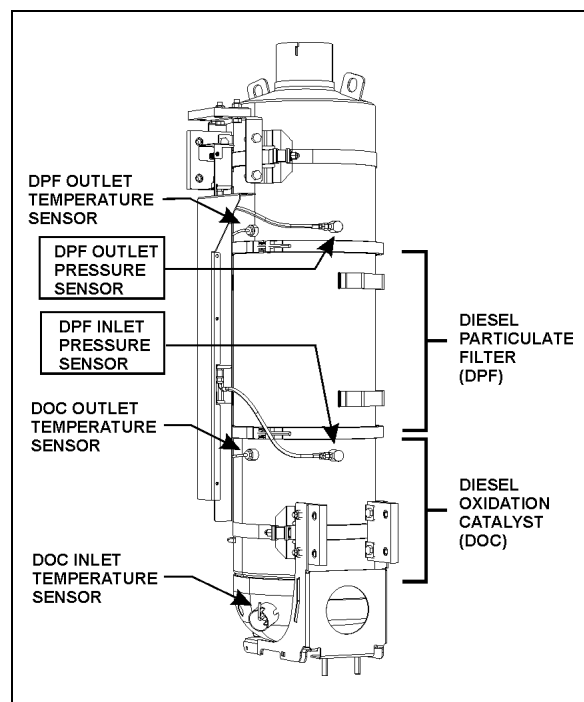 DPF OUTLET
TEMPERATURE
SENSOR
DPF OUTLET
PRESSURE
SENSOR
DPF INLET
PRESSURE
SENSOR
DOC OUTLET
TEMPERATURE
SENSOR
DOC INLET
TEMPERATURE
SENSOR
DIESEL
PARTICULATE
FILTER
(DPF)
DIESEL
OXIDATION
CATALYST
(DOC)